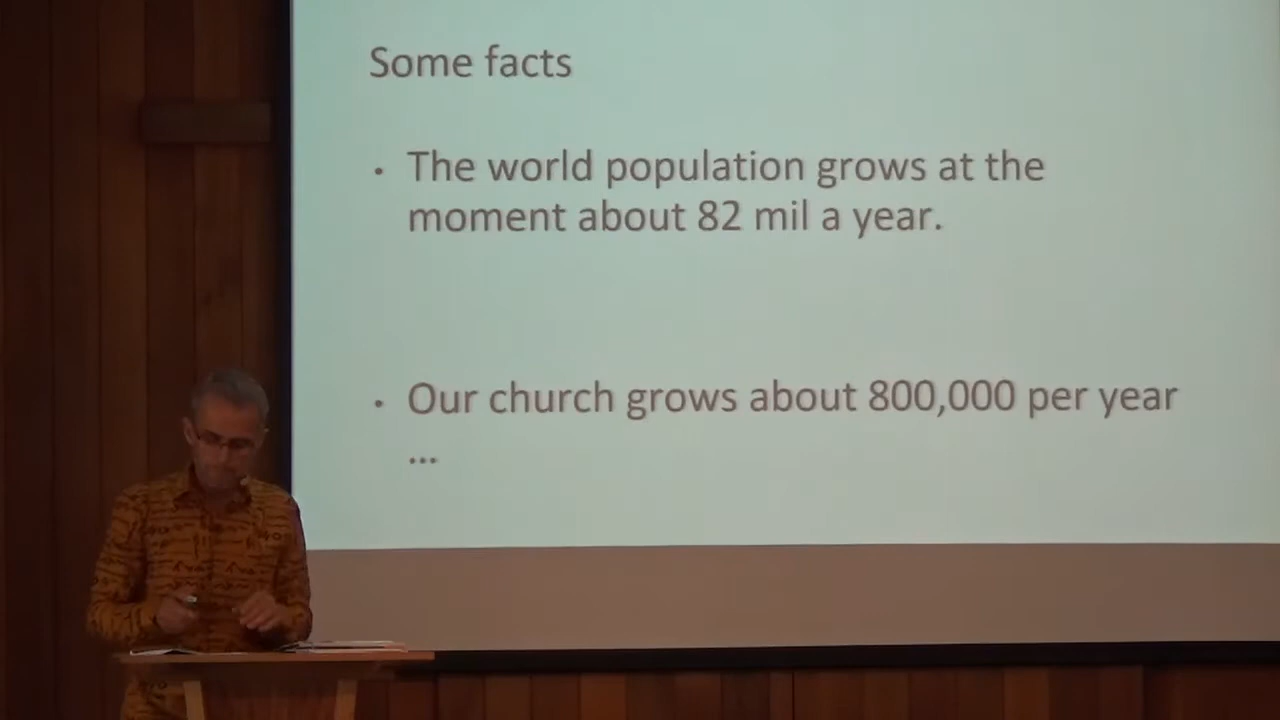 Some facts
• The world population grows at the
moment about 82 mil a year.
• Our church grows about 800,000 per year
...